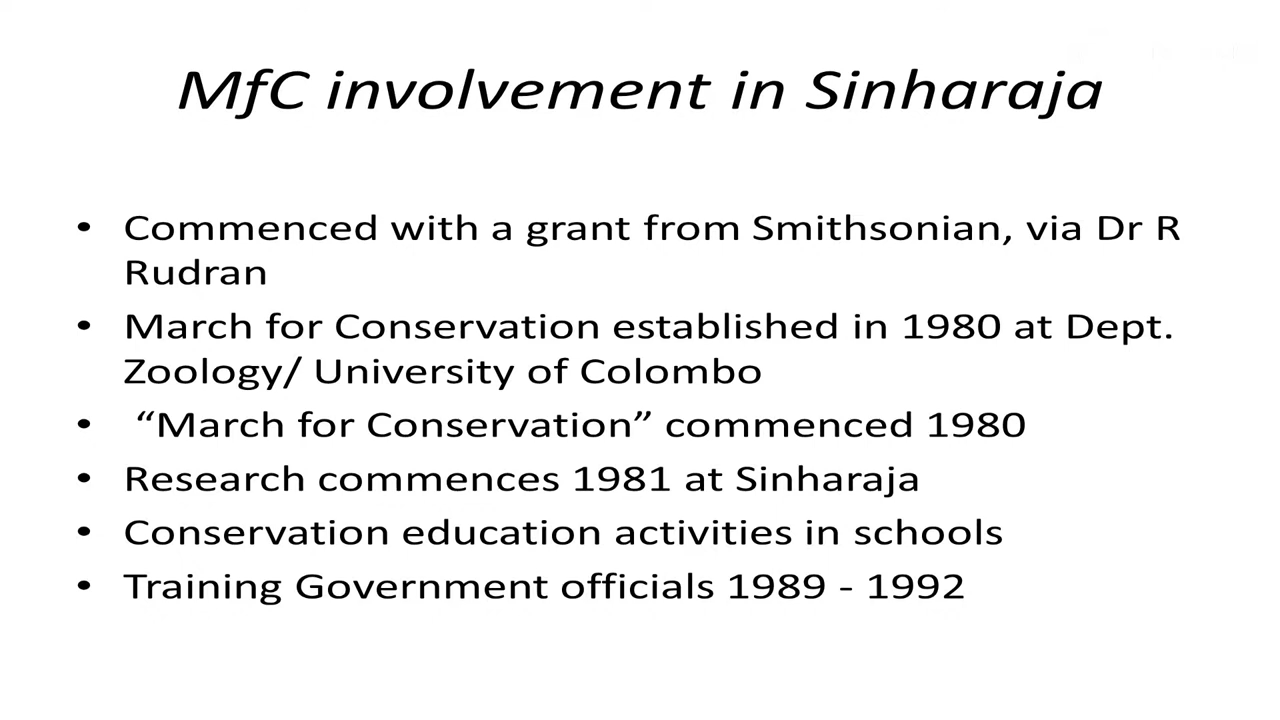 MfC involvement in Sinharaja
• Commenced with a grant from Smithsonian, via Dr R
Rudran
• March for Conservation established in 1980 at Dept.
Zoology/ University of Colombo
• “March for Conservation” commenced 1980
• Research commences 1981 at Sinharaja
• Conservation education activities in schools
• Training Government officials 1989 - 1992